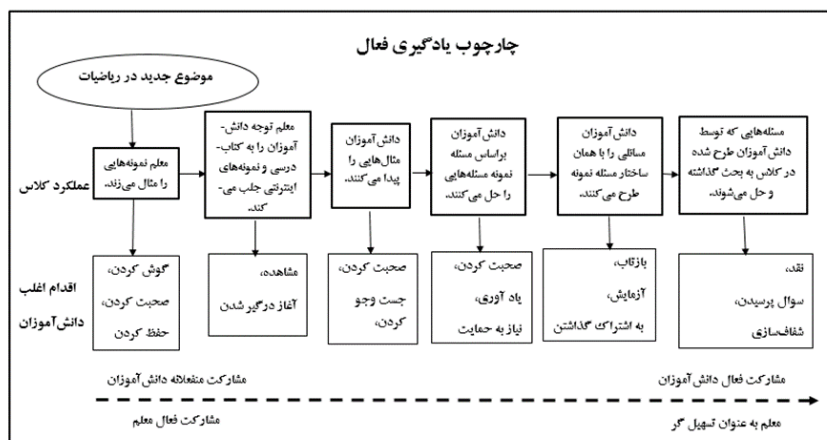 چارچوب یادگیری فعال
موضوع جدید در ریاضیات
عملکرد کلاس
معلم نمونه‌هایی
را مثال می‌زند.
معلم توجه دانش-
آموزان را به کتاب-
درسی و نمونه‌های
اینترنتی جلب می-
کند.
دانش‌آموزان
مثال‌هایی را
پیدا می‌کنند.
دانش‌آموزان
براساس مسئله
نمونه مسئله‌هایی
را حل می‌کنند.
دانش‌آموزان
مسائلی را با همان
ساختار مسئله نمونه
طرح می‌کنند.
مسئله‌هایی که توسط
دانش‌آموزان طرح شده
در کلاس به بحث گذاشته
و حل می‌شوند.
اقدام اغلب
دانش‌آموزان
گوش کردن،
صحبت کردن،
حفظ کردن
مشاهده،
آغاز درگیر شدن
صحبت کردن،
جست وجو
کردن،
صحبت کردن،
یاد آوری،
نیاز به حمایت
بازتاب،
آزمایش،
به اشتراک گذاشتن
نقد،
سوال پرسیدن،
شفاف‌سازی
مشارکت منفعلانه دانش‌آموزان
مشارکت فعال دانش‌آموزان
مشارکت فعال معلم
معلم به عنوان تسهیل گر